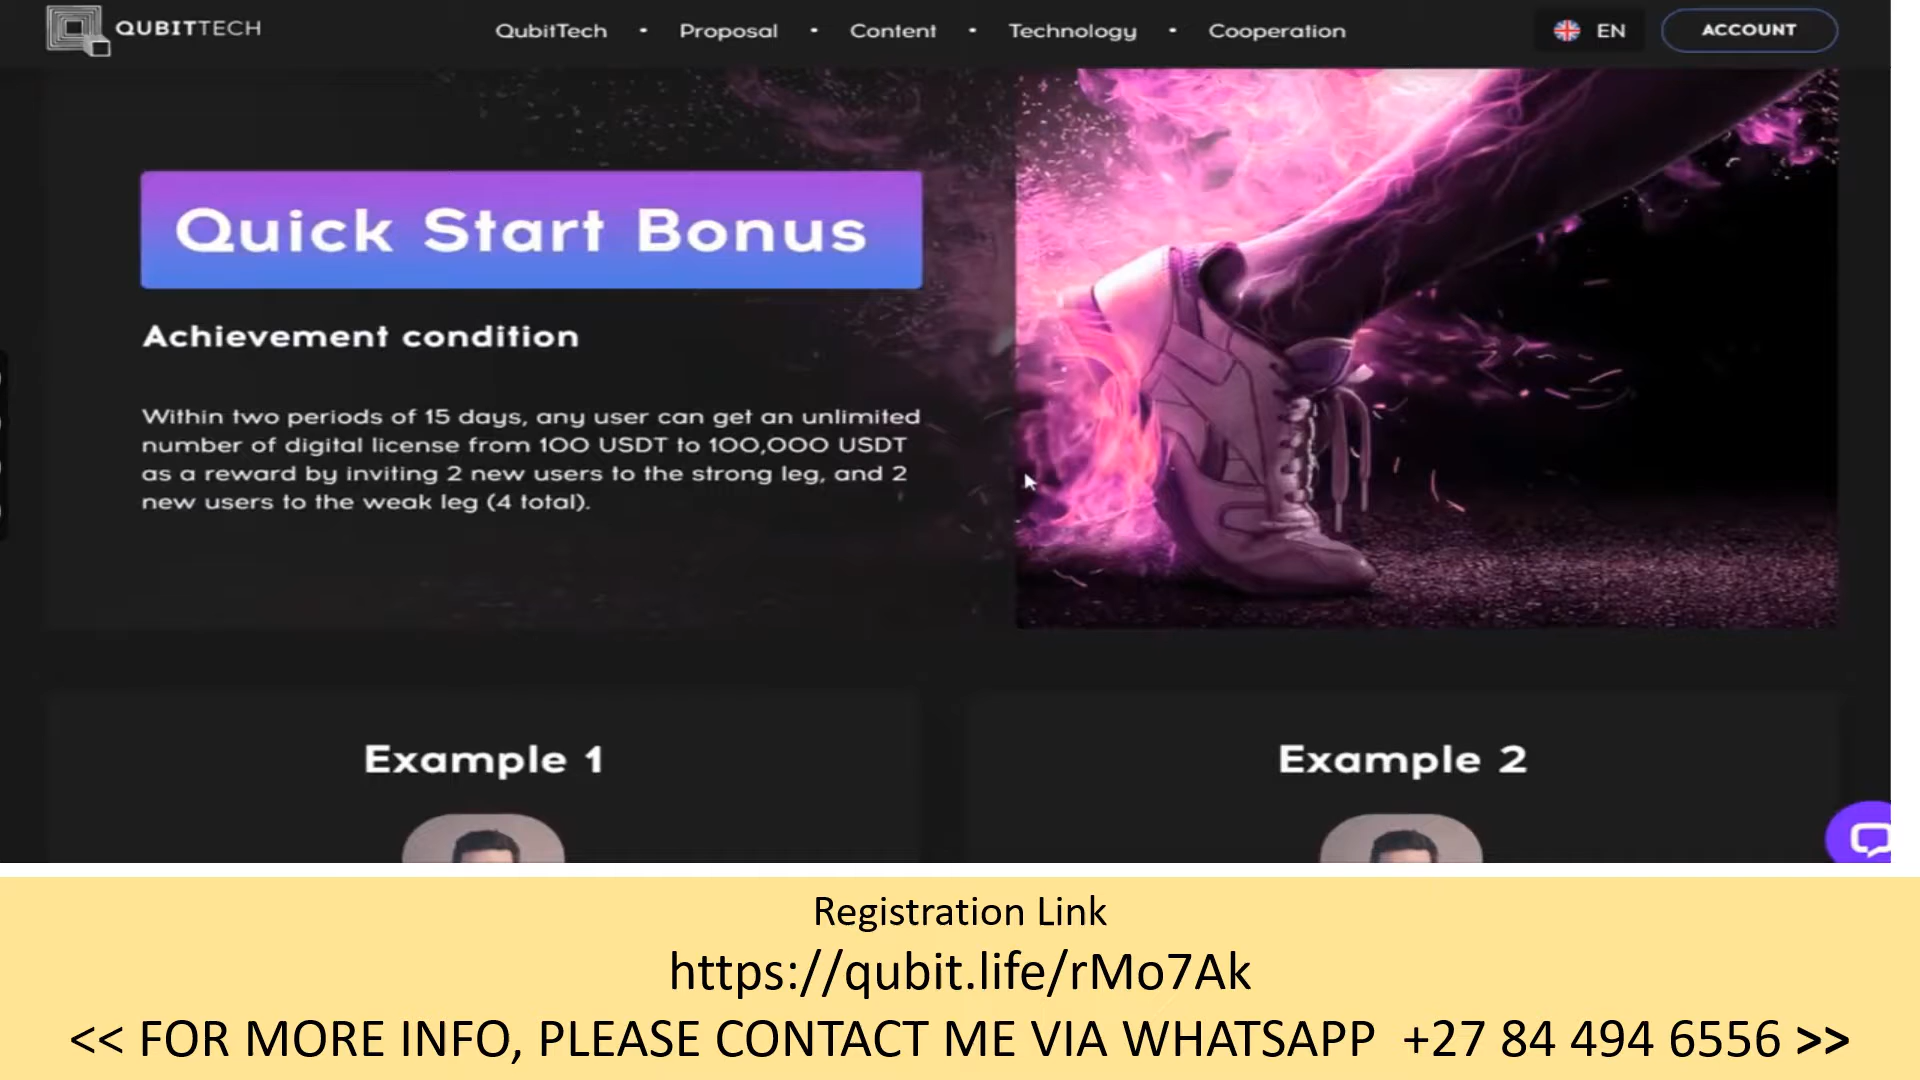 QUBITTECH
QubitTech • Proposal • Content • Technology • Cooperation
EN
ACCOUNT
Quick Start Bonus
Achievement condition
Within two periods of 15 days, any user can get an unlimited
number of digital license from 100 USDT to 100,000 USDT
as a reward by inviting 2 new users to the strong leg, and 2
new users to the weak leg (4 total).
Example 1
Example 2
Registration Link
https://qubit.life/rMo7Ak
<< FOR MORE INFO, PLEASE CONTACT ME VIA WHATSAPP +27 84 494 6556 >>